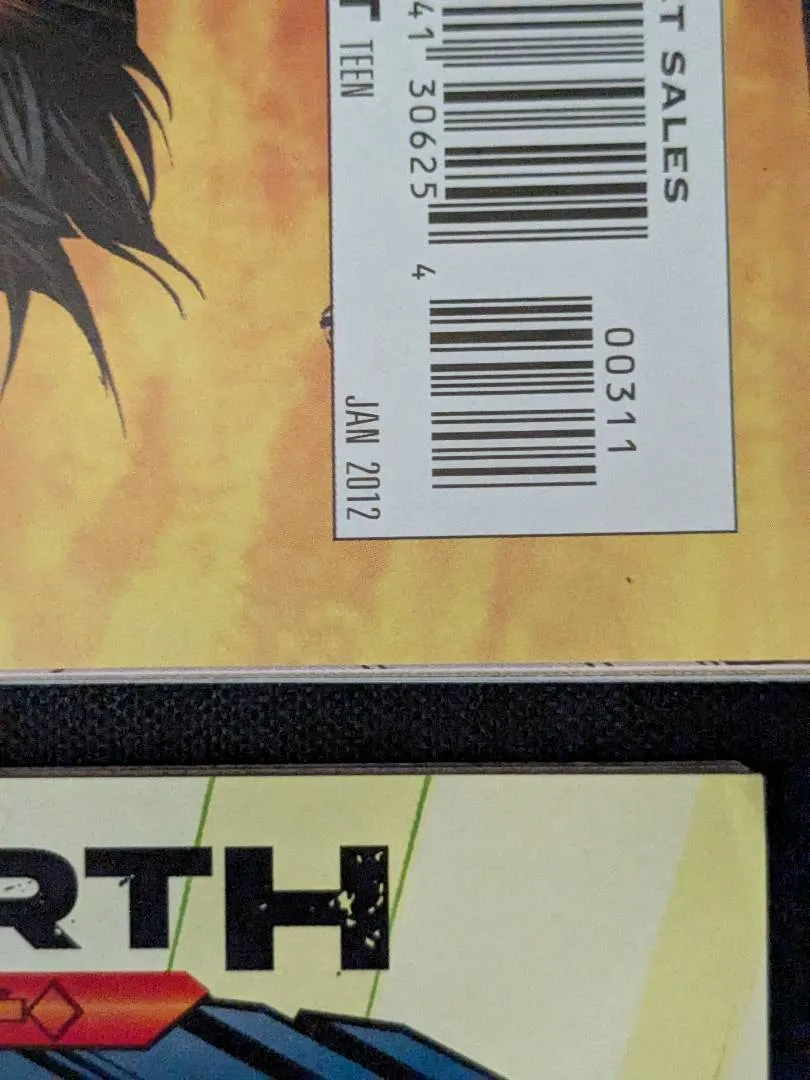 T SALES
00311
41 30625 4
TEEN
JAN 2012
RTH